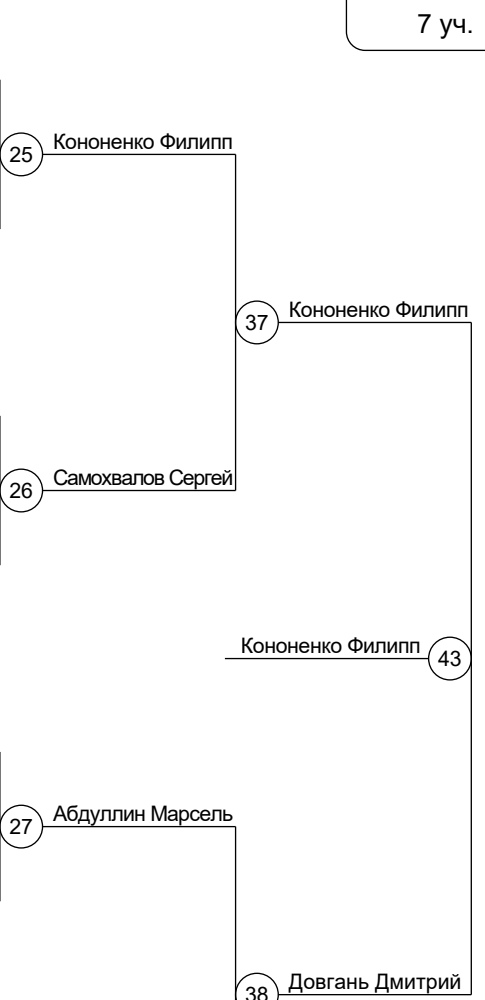 7 уч.
25 Кононенко Филипп
37 Кононенко Филипп
26 Самохвалов Сергей
Кононенко Филипп 43
27 Абдуллин Марсель
38 Довгань Дмитрий